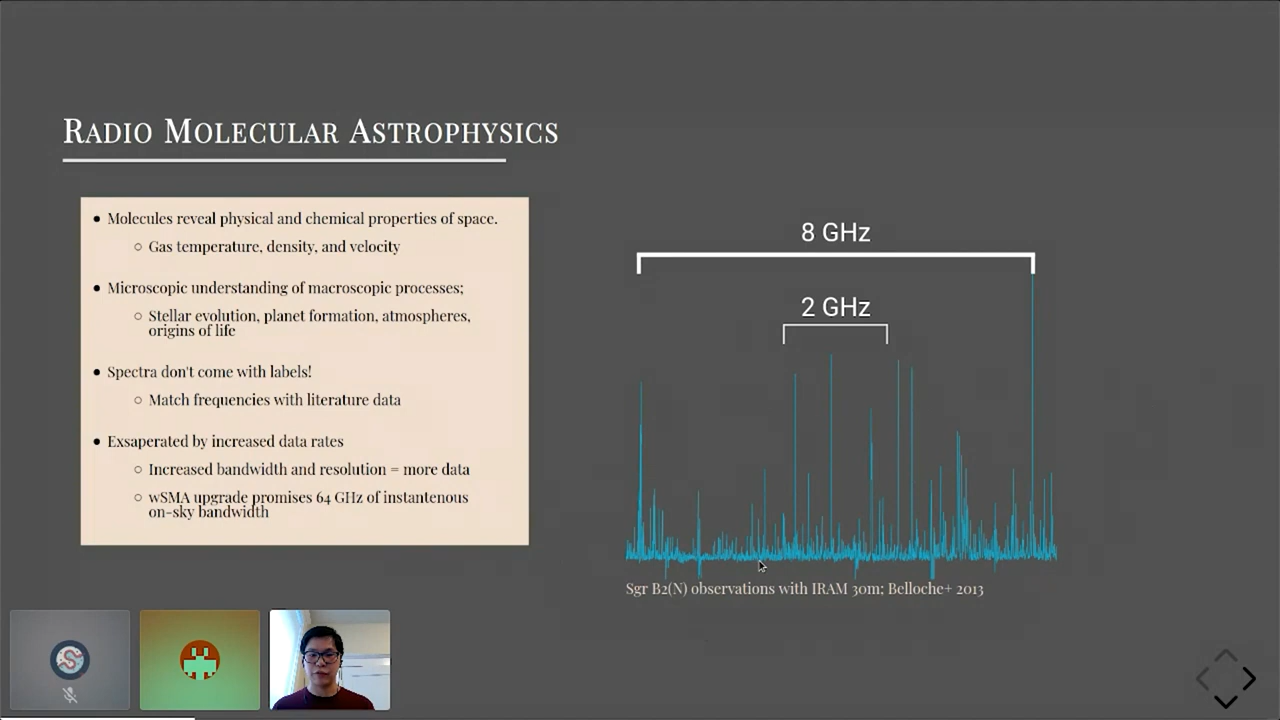 Radio Molecular Astrophysics
• Molecules reveal physical and chemical properties of space.
○ Gas temperature, density, and velocity
• Microscopic understanding of macroscopic processes;
○ Stellar evolution, planet formation, atmospheres,
origins of life
• Spectra don't come with labels!
○ Match frequencies with literature data
• Exsaperated by increased data rates
○ Increased bandwidth and resolution = more data
○ wSMA upgrade promises 64 GHz of instantenous
on-sky bandwidth
8 GHz
2 GHz
Sgr B2(N) observations with IRAM 30m; Belloche+ 2013
S